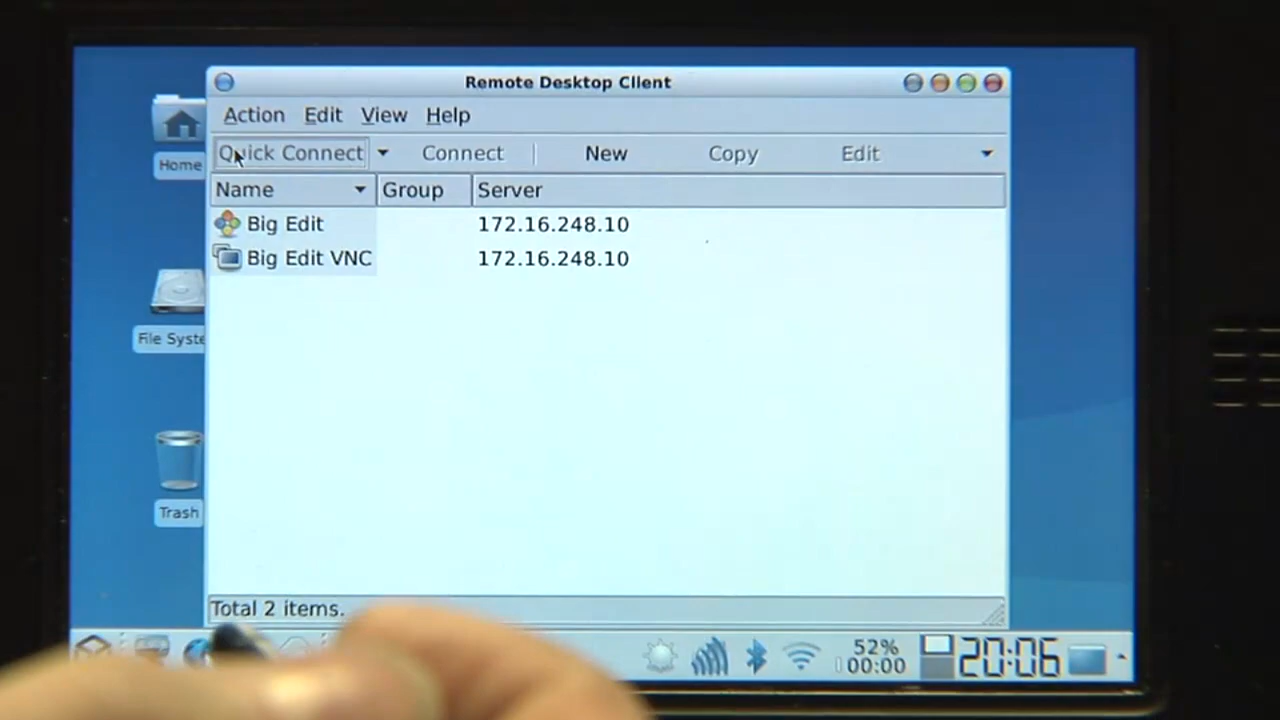 Remote Desktop Client
Action Edit View Help
Quick Connect Connect New Copy Edit
Name Group Server
Big Edit 172.16.248.10
Big Edit VNC 172.16.248.10
Total 2 items.
Home
File Syste
Trash
52%
00:00
20:06